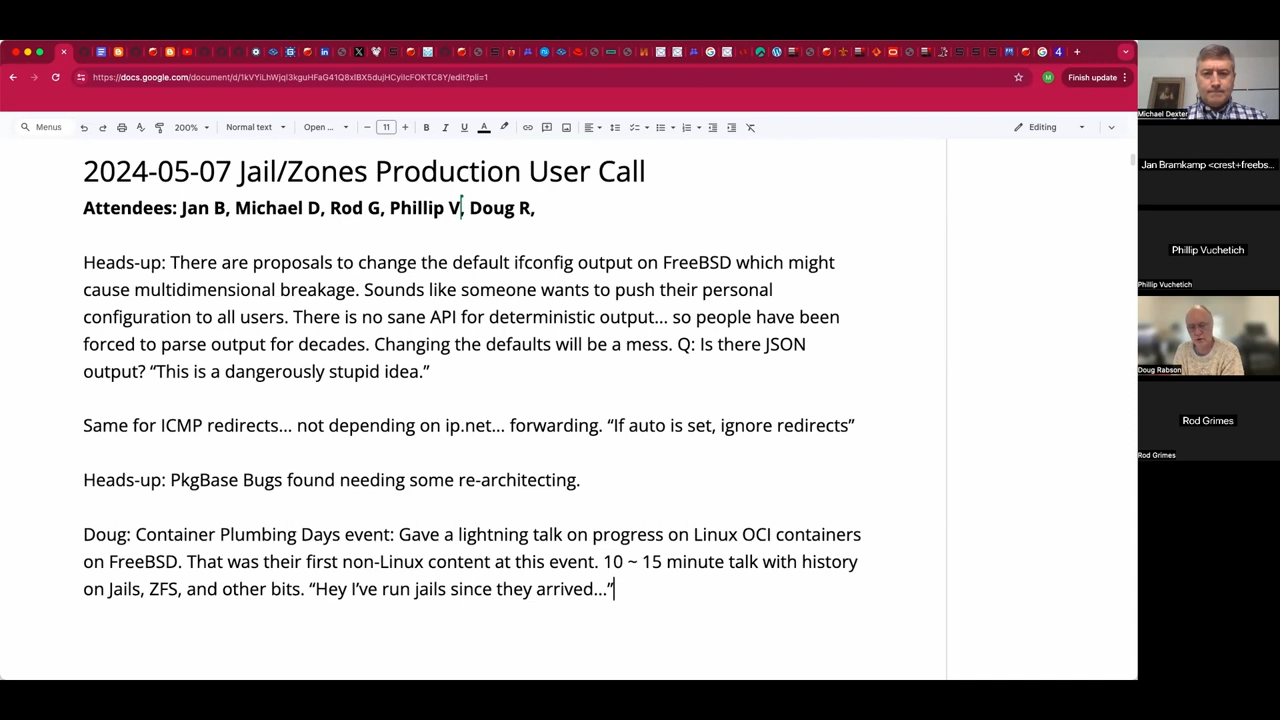 https://docs.google.com/document/d/1kVYiLhWjqI3kguHFaG41Q8xIBX5dujHCyiIcFOKTC8Y/edit?pli=1
M
Finish update
Menus
200%
Normal text
Open ...
11
B
I
U
A
Editing
2024-05-07 Jail/Zones Production User Call
Attendees: Jan B, Michael D, Rod G, Phillip V, Doug R,
Heads-up: There are proposals to change the default ifconfig output on FreeBSD which might
cause multidimensional breakage. Sounds like someone wants to push their personal
configuration to all users. There is no sane API for deterministic output... so people have been
forced to parse output for decades. Changing the defaults will be a mess. Q: Is there JSON
output? “This is a dangerously stupid idea.”
Same for ICMP redirects... not depending on ip.net... forwarding. “If auto is set, ignore redirects”
Heads-up: PkgBase Bugs found needing some re-architecting.
Doug: Container Plumbing Days event: Gave a lightning talk on progress on Linux OCI containers
on FreeBSD. That was their first non-Linux content at this event. 10 ~ 15 minute talk with history
on Jails, ZFS, and other bits. “Hey I’ve run jails since they arrived...”
Michael Dexter
Jan Bramkamp <crest+freebs...
Phillip Vuchetich
Phillip Vuchetich
Doug Rabson
Rod Grimes
Rod Grimes